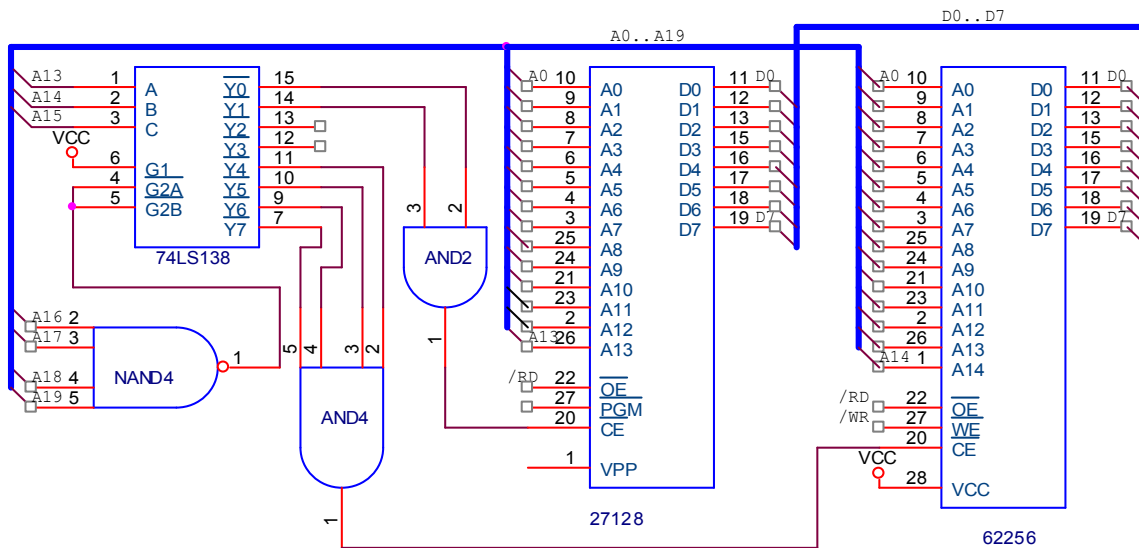 D0..D7
A0..A19
A13 1 A Y0 15
A14 2 B Y1 14
A15 3 C Y2 13
VCC Y3 12
6 G1 Y4 11
4 G2A Y5 10
5 G2B Y6 9
Y7 7
74LS138
A16 2
A17 3
A18 4
A19 5
NAND4 1
3 2
AND2
1
5 4 3 2
AND4
1
A0 10 A0 D0 11 D0
9 A1 D1 12
8 A2 D2 13
7 A3 D3 15
6 A4 D4 16
5 A5 D5 17
4 A6 D6 18
3 A7 D7 19 D7
25 A8
24 A9
21 A10
23 A11
2 A12
A13 26 A13
/RD 22 OE
27 PGM
20 CE
1 VPP
27128
A0 10 A0 D0 11 D0
9 A1 D1 12
8 A2 D2 13
7 A3 D3 15
6 A4 D4 16
5 A5 D5 17
4 A6 D6 18
3 A7 D7 19 D7
25 A8
24 A9
21 A10
23 A11
2 A12
26 A13
A14 1 A14
/RD 22 OE
/WR 27 WE
20 CE
VCC
28 VCC
62256